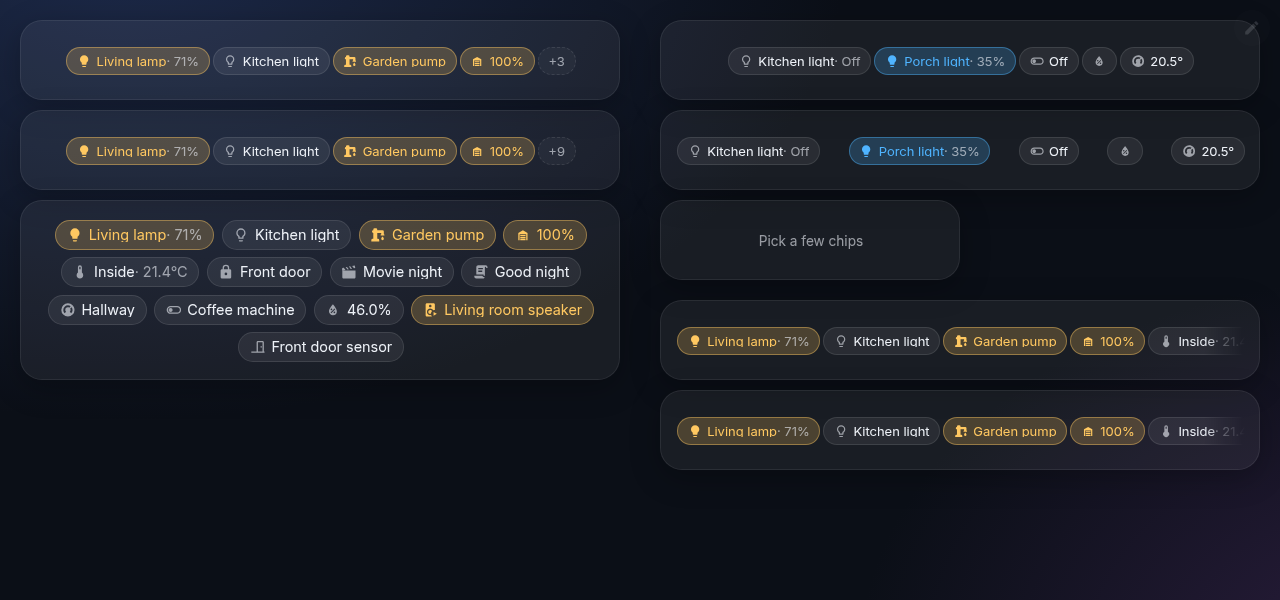 Living lamp · 71% Kitchen light Garden pump 100% +3
Living lamp · 71% Kitchen light Garden pump 100% +9
Living lamp · 71% Kitchen light Garden pump 100%
Inside · 21.4°C Front door Movie night Good night
Hallway Coffee machine 46.0% Living room speaker
Front door sensor
Kitchen light · Off Porch light · 35% Off 20.5°
Kitchen light · Off Porch light · 35% Off 20.5°
Pick a few chips
Living lamp · 71% Kitchen light Garden pump 100% Inside · 21.
Living lamp · 71% Kitchen light Garden pump 100% Inside · 21.